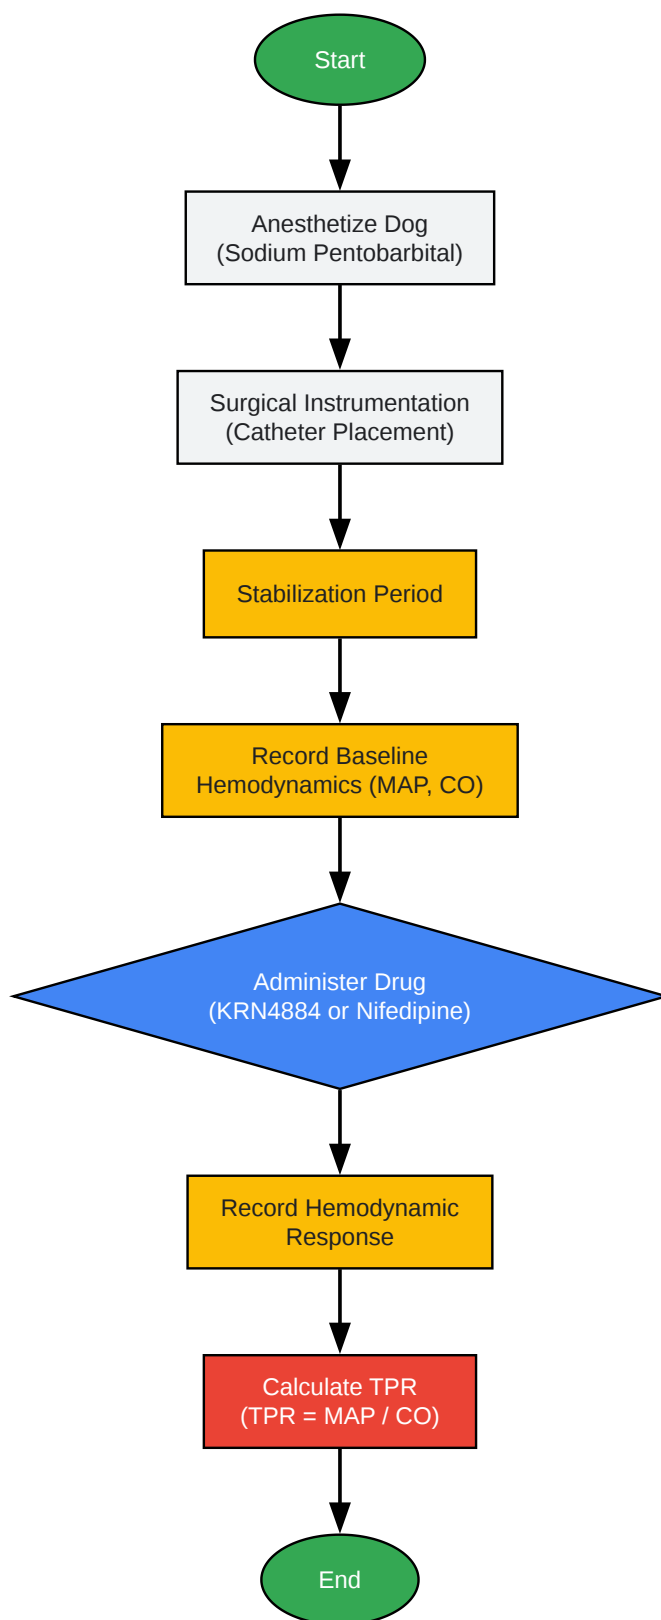 Start
Anesthetize Dog
(Sodium Pentobarbital)
Surgical Instrumentation
(Catheter Placement)
Stabilization Period
Record Baseline
Hemodynamics (MAP, CO)
Administer Drug
(KRN4884 or Nifedipine)
Record Hemodynamic
Response
Calculate TPR
(TPR = MAP / CO)
End